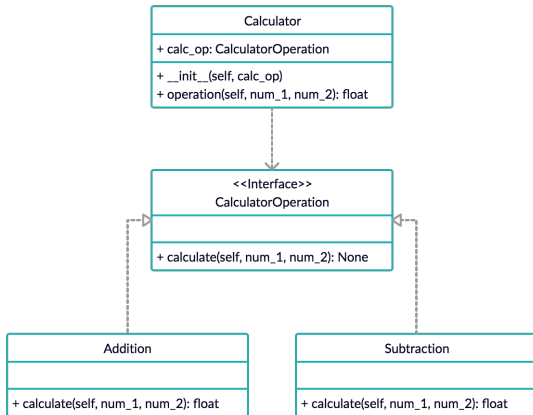 Calculator
+ calc_op: CalculatorOperation
+ __init__(self, calc_op)
+ operation(self, num_1, num_2): float
<<Interface>>
CalculatorOperation
+ calculate(self, num_1, num_2): None
Addition
+ calculate(self, num_1, num_2): float
Subtraction
+ calculate(self, num_1, num_2): float